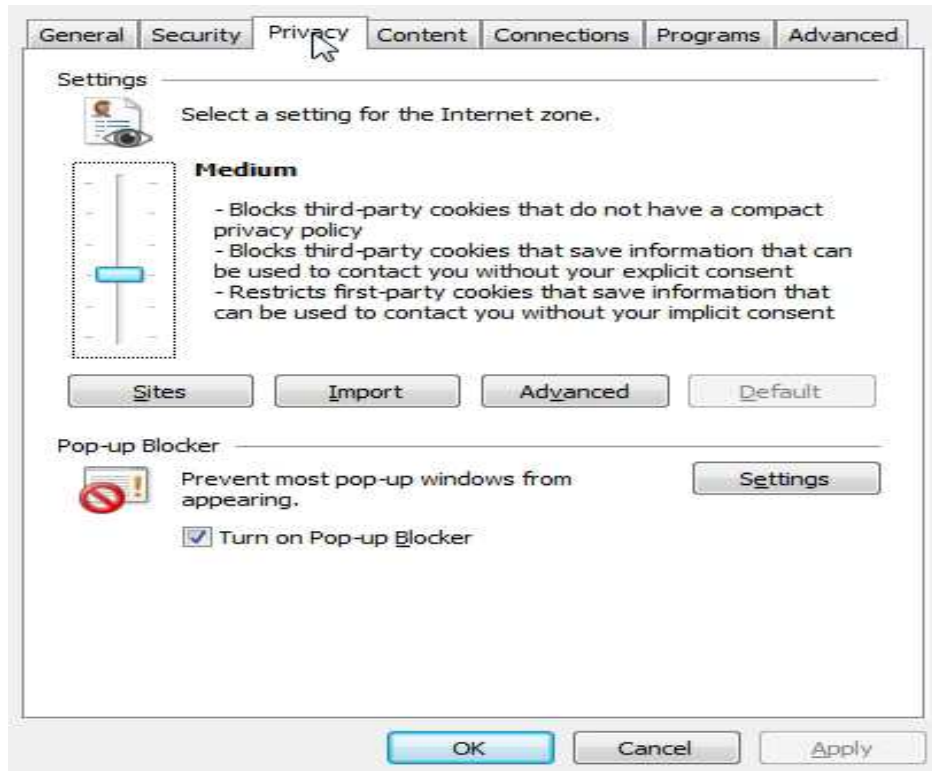 General Security Privacy Content Connections Programs Advanced
Settings
Select a setting for the Internet zone.
Medium
- Blocks third-party cookies that do not have a compact
privacy policy
- Blocks third-party cookies that save information that can
be used to contact you without your explicit consent
- Restricts first-party cookies that save information that
can be used to contact you without your implicit consent
Sites Import Advanced Default
Pop-up Blocker
Prevent most pop-up windows from
appearing.
Settings
Turn on Pop-up Blocker
OK Cancel Apply